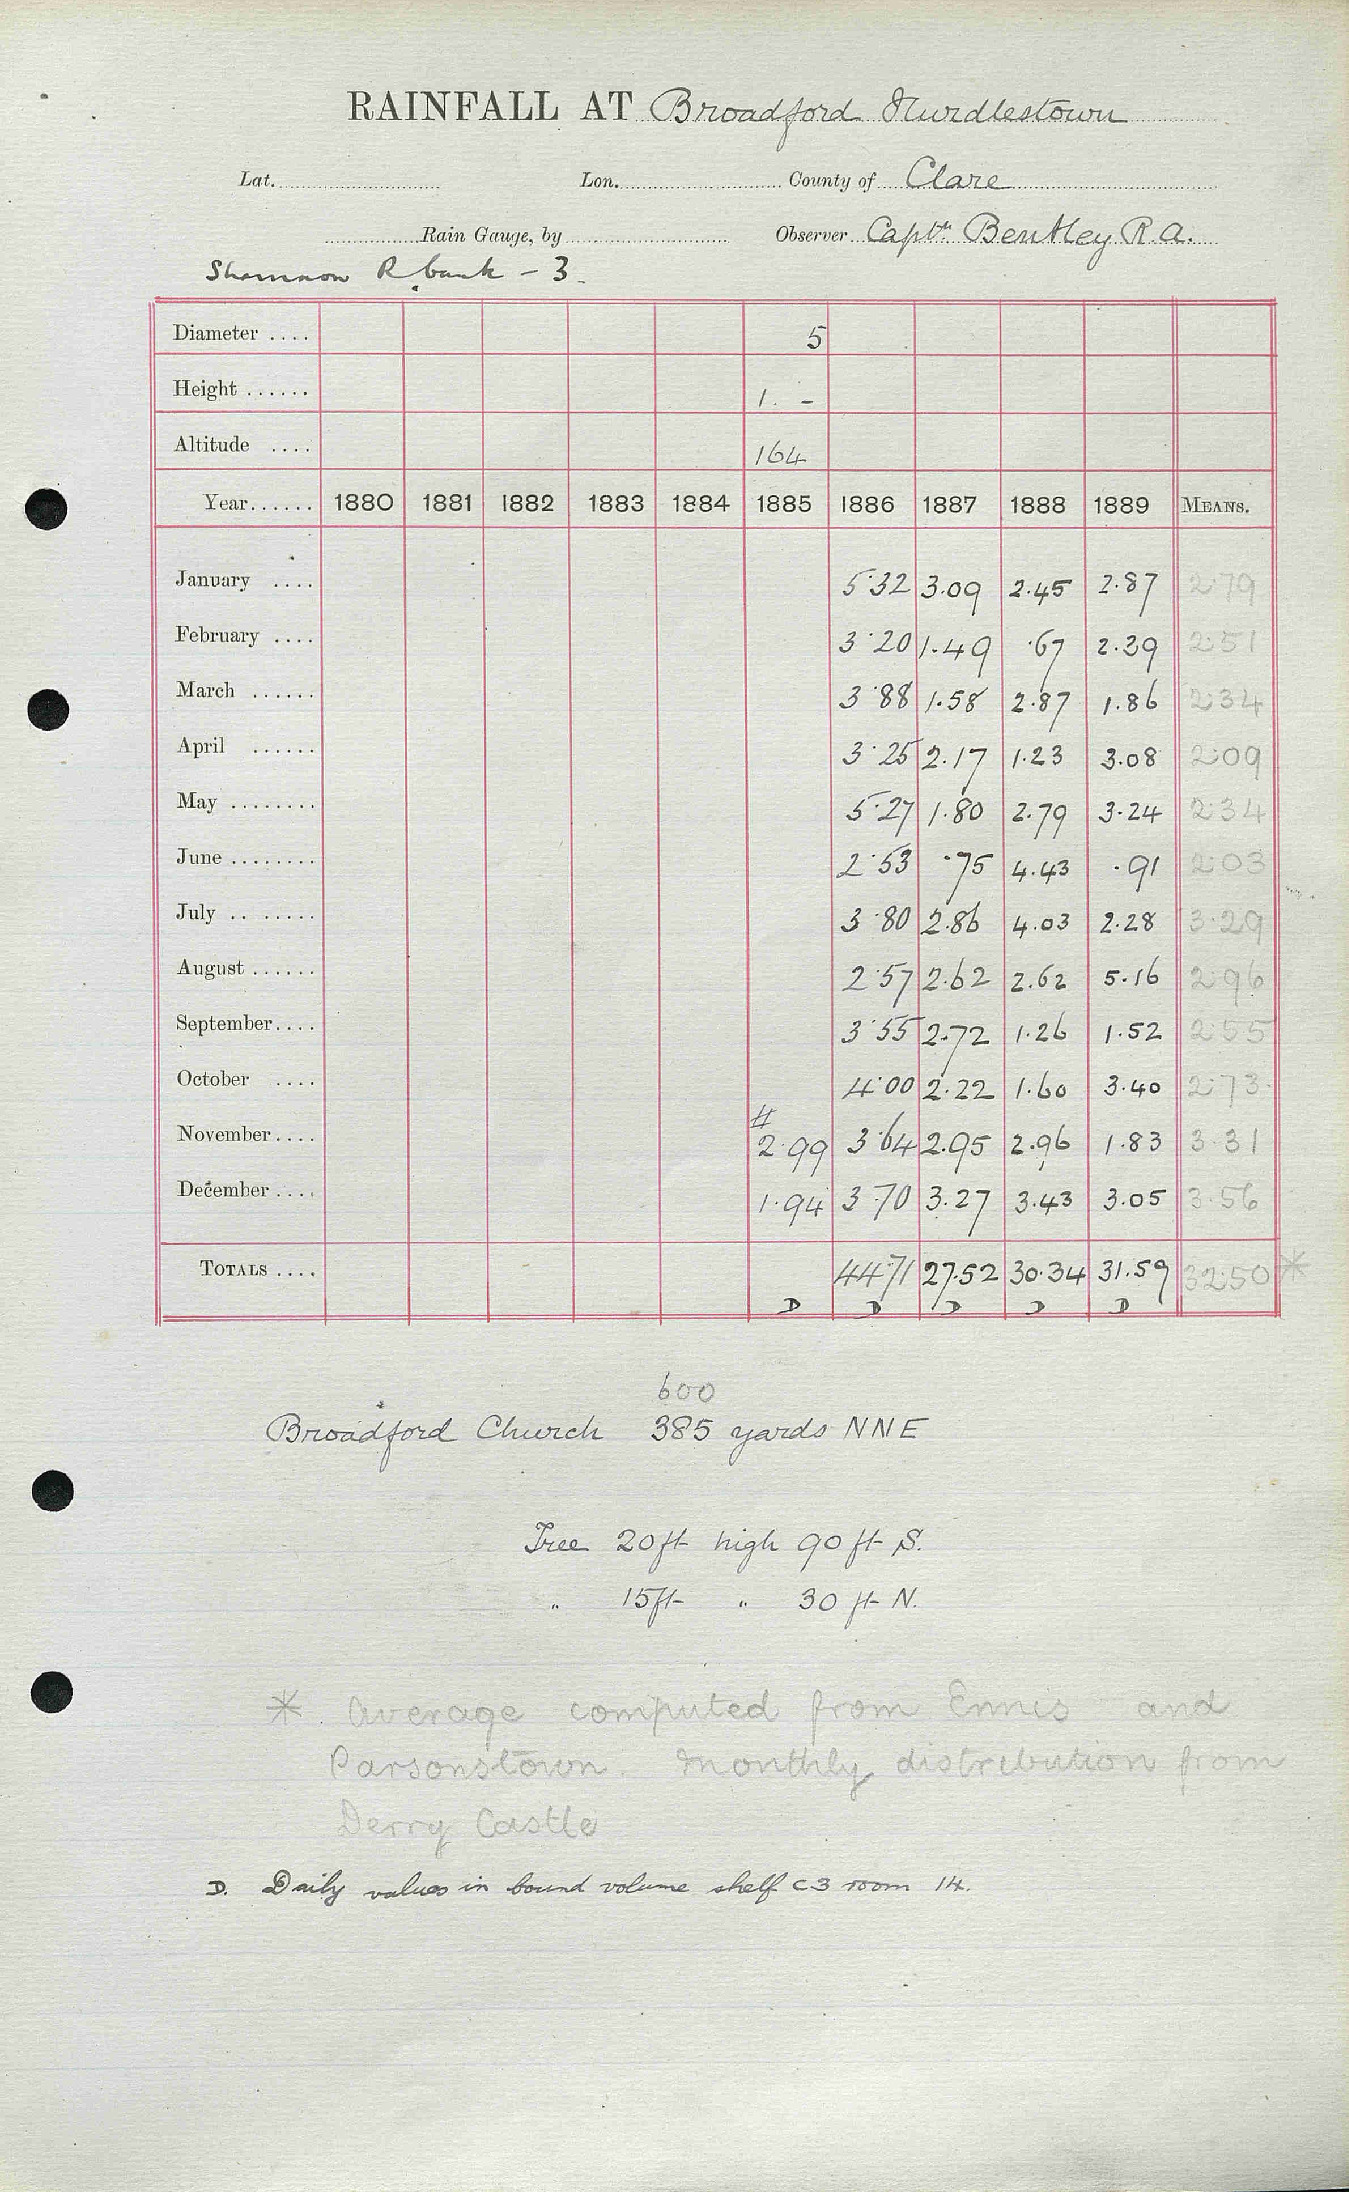 RAINFALL AT Broadford Hurdlestown
Lat. Lon. County of Clare
Rain Gauge, by Observer Captn. Bentley R.A.
Shannon R bank - 3.
Diameter .... 5
Height ...... 1. -
Altitude .... 164
Year...... 1880 1881 1882 1883 1884 1885 1886 1887 1888 1889 MEANS.
January .... 5.32 3.09 2.45 2.87 2.79
February .... 3.20 1.49 .67 2.39 2.51
March ...... 3.88 1.58 2.87 1.86 2.34
April ...... 3.25 2.17 1.23 3.08 2.09
May ........ 5.27 1.80 2.79 3.24 2.34
June ........ 2.53 .75 4.43 .91 2.03
July .. ..... 3.80 2.86 4.03 2.28 3.29
August ...... 2.57 2.62 2.62 5.16 2.96
September.... 3.55 2.72 1.26 1.52 2.55
October .... 4.00 2.22 1.60 3.40 2.73
#
November.... 2.99 3.64 2.95 2.96 1.83 3.31
December .... 1.94 3.70 3.27 3.43 3.05 3.56
TOTALS .... 44.71 27.52 30.34 31.59 32.50 *
D D D D D
600
Broadford Church 385 yards NNE
Tree 20ft high 90 ft S.
" 15ft " 30 ft N.
* Average computed from Ennis and
Parsonstown. Monthly distribution from
Derry Castle
D. Daily values in bound volume shelf C3 room 14.